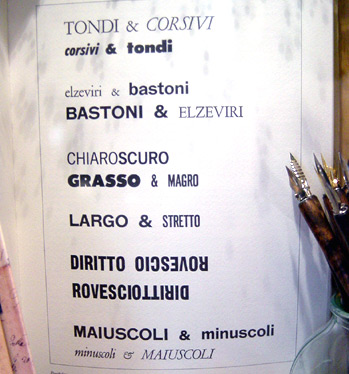 TONDI & CORSIVI
corsivi & tondi
elzeviri & bastoni
BASTONI & ELZEVIRI
CHIAROSCURO
GRASSO & MAGRO
LARGO & STRETTO
DIRITTO ROVESCIO
ROVESCIO DIRITTO
MAIUSCOLI & minuscoli
minuscoli & MAIUSCOLI